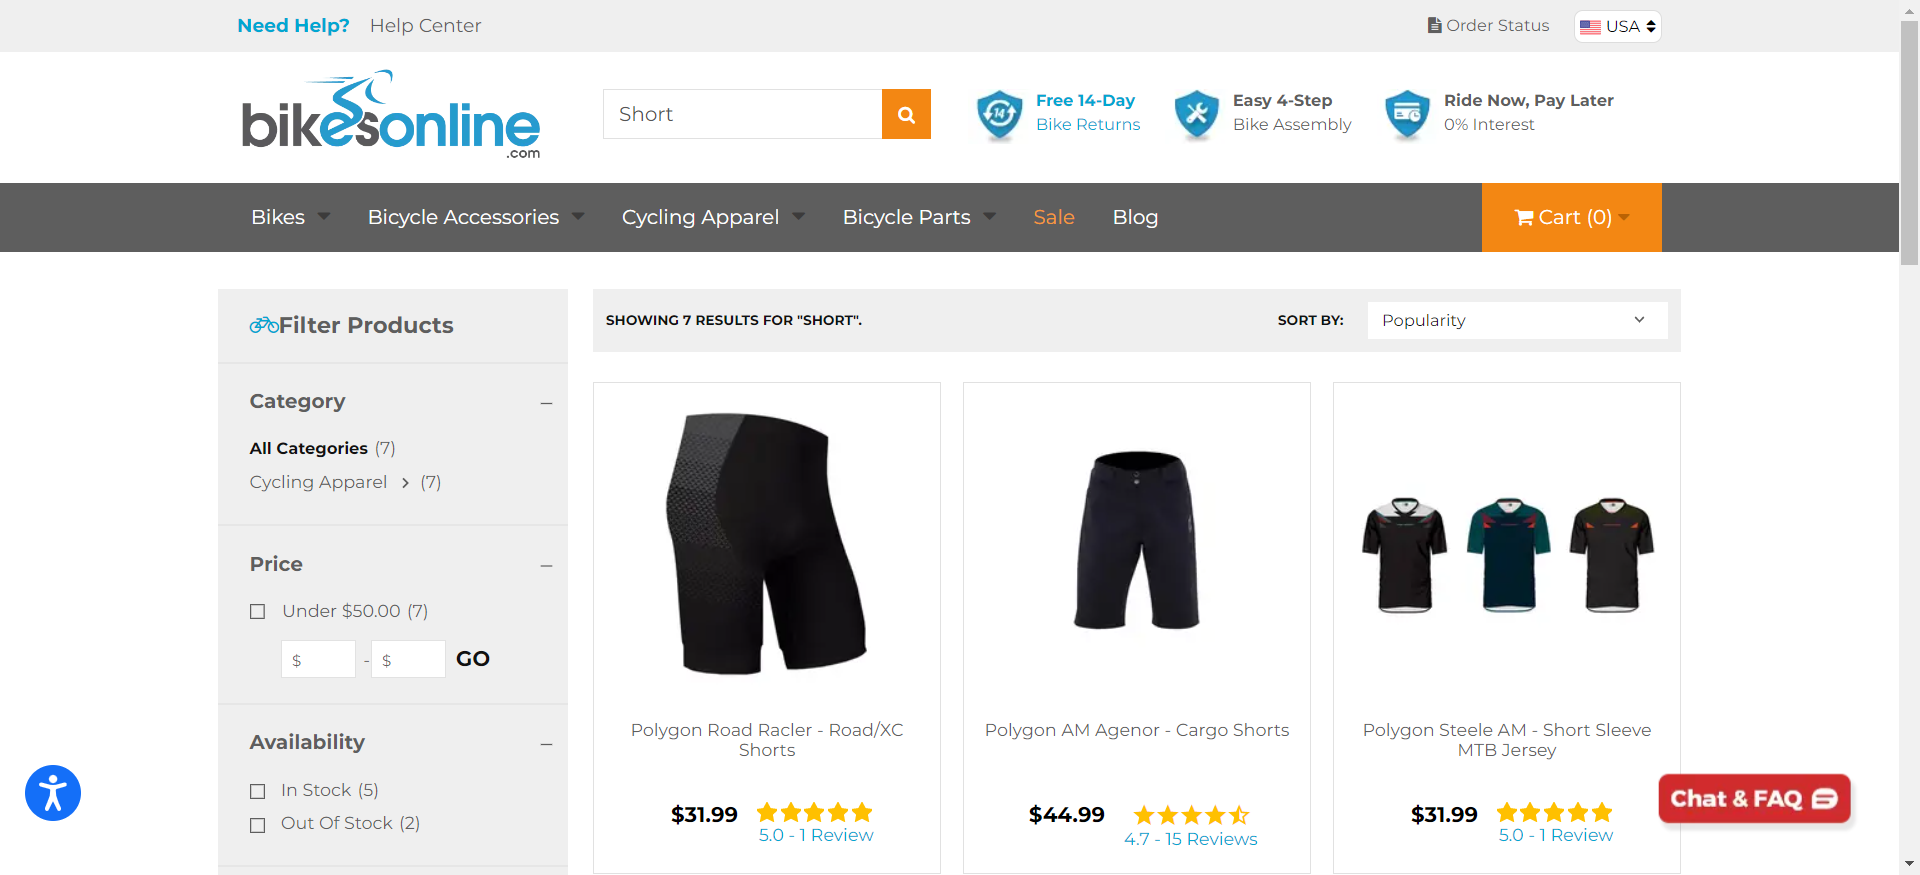 Need Help? Help Center
Order Status
USA
bikesonline
.com
Short
14
Free 14-Day
Bike Returns
Easy 4-Step
Bike Assembly
Ride Now, Pay Later
0% Interest
Bikes Bicycle Accessories Cycling Apparel Bicycle Parts Sale Blog Cart (0)
Filter Products
Category
All Categories (7)
Cycling Apparel > (7)
Price
Under $50.00 (7)
$ - $ GO
Availability
In Stock (5)
Out Of Stock (2)
SHOWING 7 RESULTS FOR "SHORT". SORT BY: Popularity
Polygon Road Racler - Road/XC
Shorts
$31.99
5.0 - 1 Review
Polygon AM Agenor - Cargo Shorts
$44.99
4.7 - 15 Reviews
Polygon Steele AM - Short Sleeve
MTB Jersey
$31.99
5.0 - 1 Review
Chat & FAQ